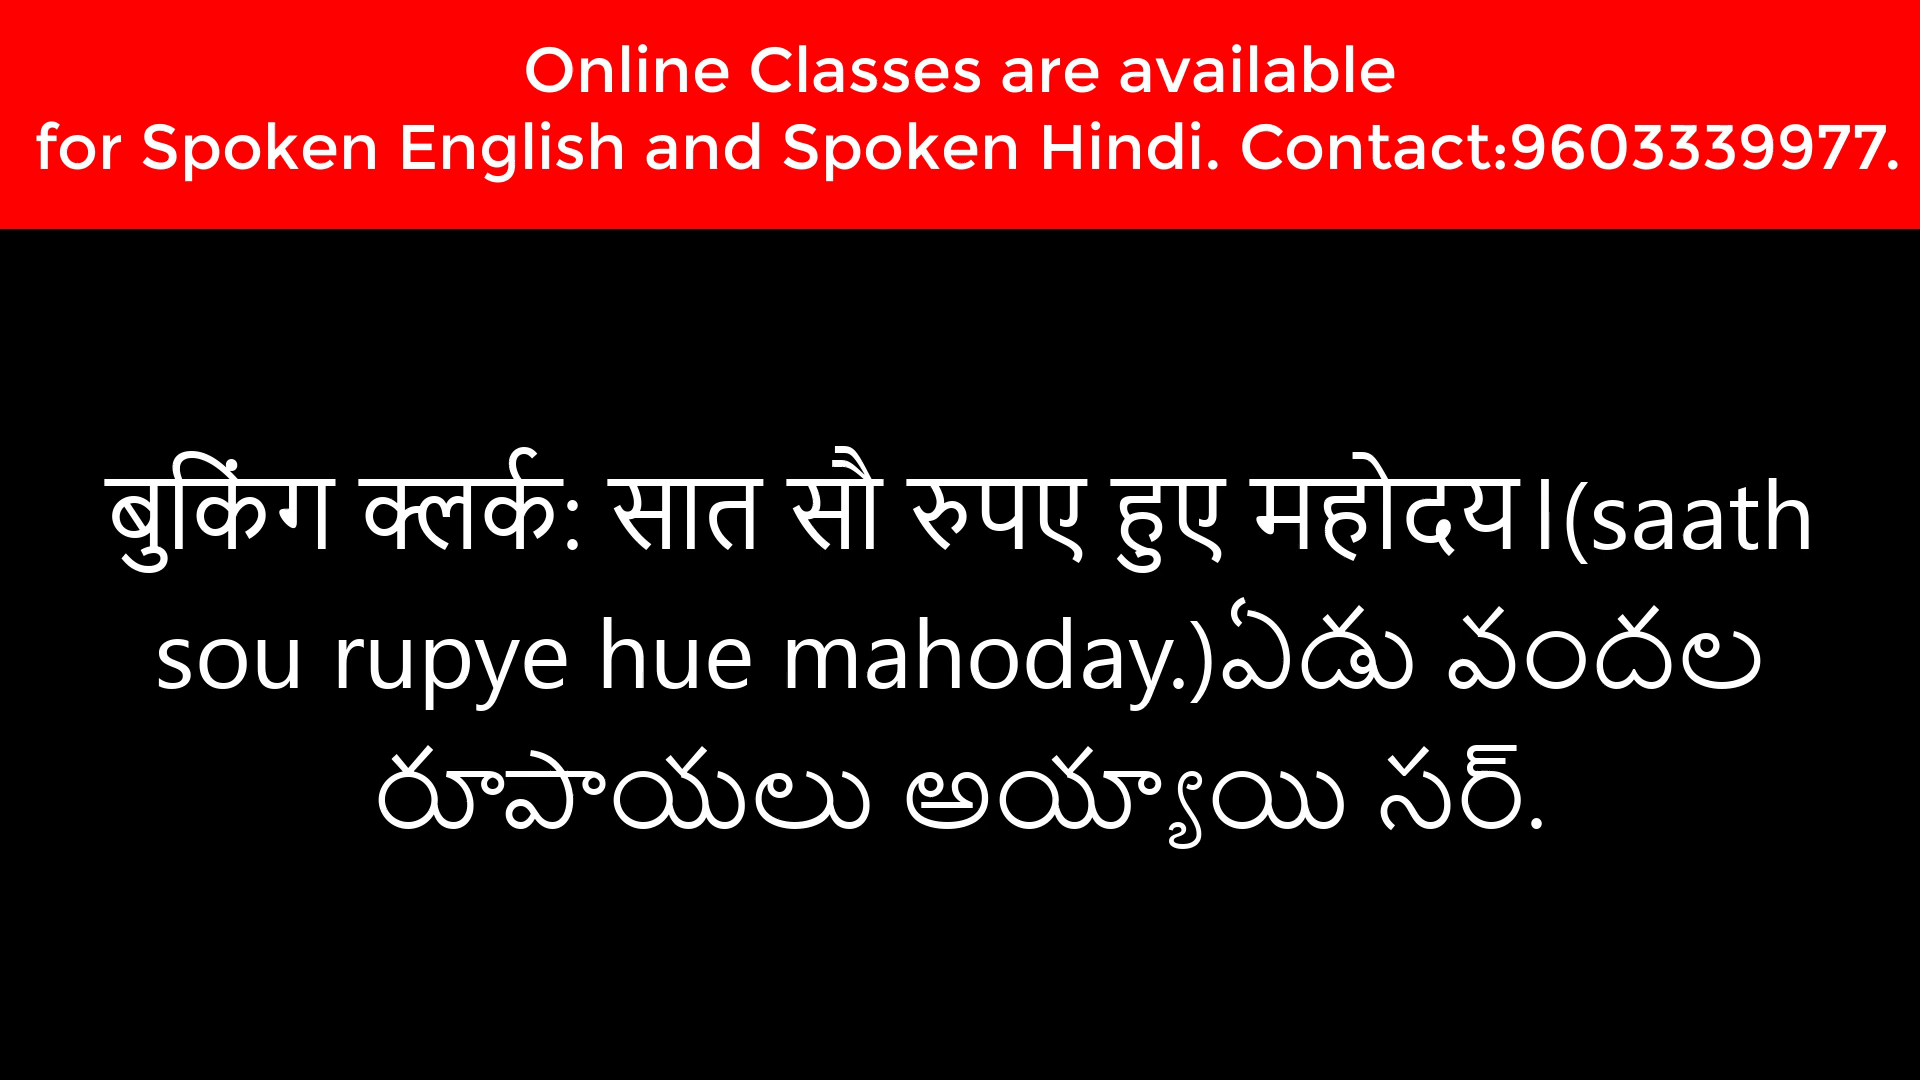 Online Classes are available
for Spoken English and Spoken Hindi. Contact:9603339977.
बुकिंग क्लर्क: सात सौ रुपए हुए महोदय।(saath
sou rupye hue mahoday.)ఏడు వందల
రూపాయలు అయ్యాయి సర్.